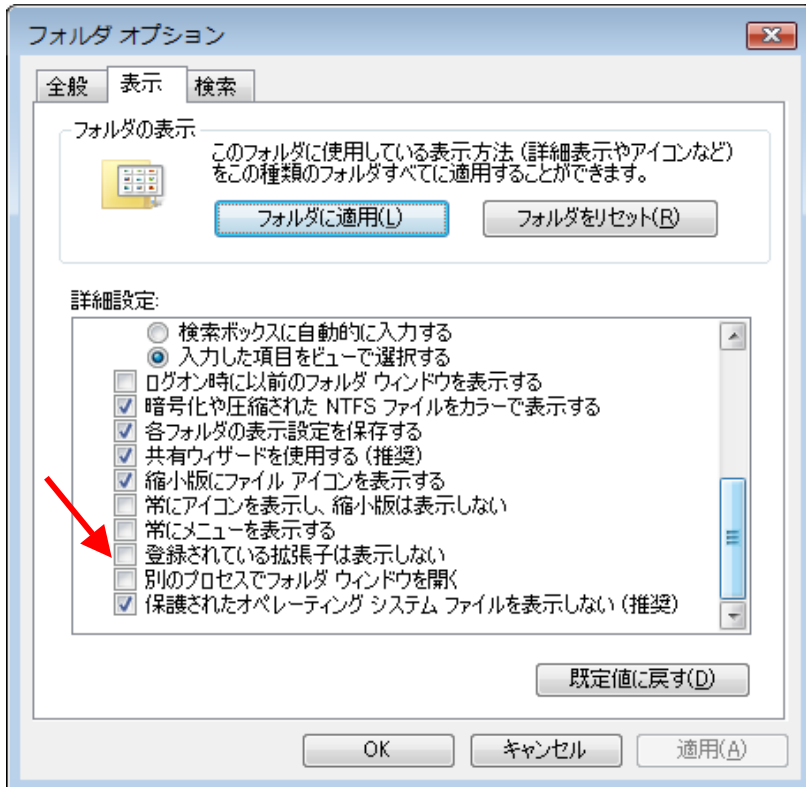 フォルダ オプション
全般 表示 検索
フォルダの表示
このフォルダに使用している表示方法 (詳細表示やアイコンなど)
をこの種類のフォルダすべてに適用することができます。
フォルダに適用(L) フォルダをリセット(R)
詳細設定:
検索ボックスに自動的に入力する
入力した項目をビューで選択する
ログオン時に以前のフォルダ ウィンドウを表示する
暗号化や圧縮された NTFS ファイルをカラーで表示する
各フォルダの表示設定を保存する
共有ウィザードを使用する (推奨)
縮小版にファイル アイコンを表示する
常にアイコンを表示し、縮小版は表示しない
常にメニューを表示する
登録されている拡張子は表示しない
別のプロセスでフォルダ ウィンドウを開く
保護されたオペレーティング システム ファイルを表示しない (推奨)
既定値に戻す(D)
OK キャンセル 適用(A)